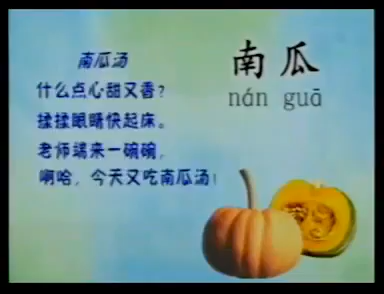 南瓜汤
什么点心甜又香？
揉揉眼睛快起床。
老师端来一碗碗，
啊哈，今天又吃南瓜汤！
南瓜
nán guā